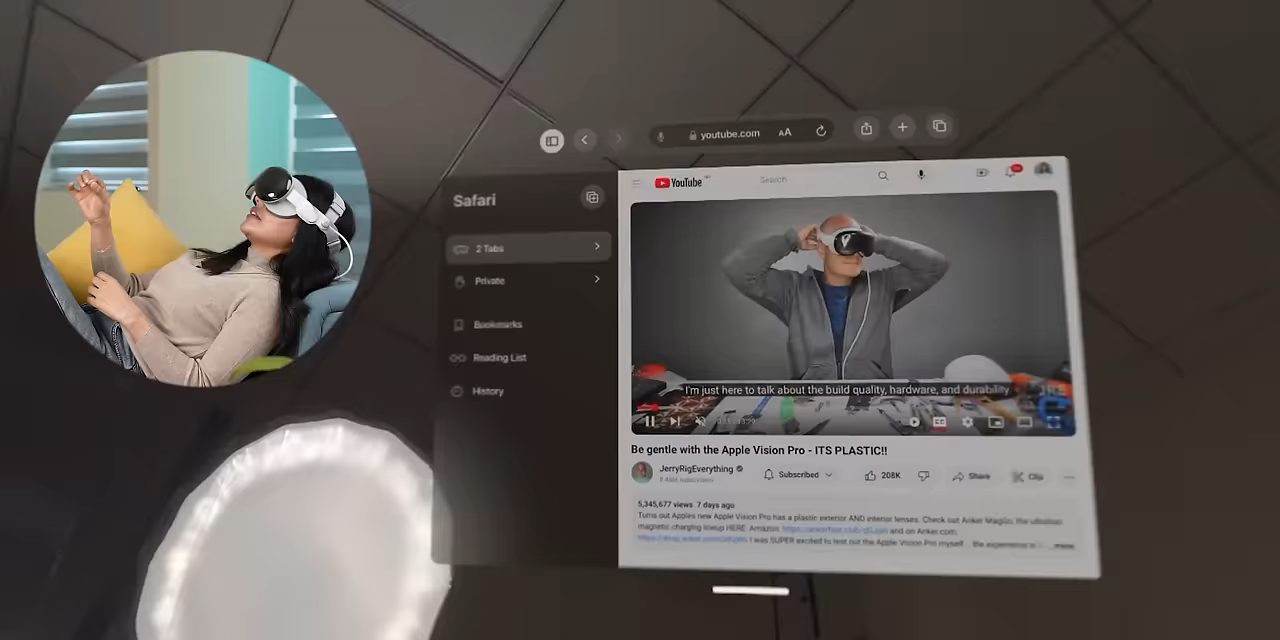 youtube.com AA
Safari
2 Tabs
Private
Bookmarks
Reading List
History
YouTube
Search
I'm just here to talk about the build quality, hardware, and durability
Be gentle with the Apple Vision Pro - ITS PLASTIC!!
JerryRigEverything
Subscribed
208K
Share
Clip
5,345,677 views 7 days ago
Turns out Apples new Apple Vision Pro has a plastic exterior AND interior lenses. Check out Anker Maggo, the ultimate
magnetic charging lineup HERE Amazon: and on Anker.com:
I was SUPER excited to test out the Apple Vision Pro myself... the experience is ...more